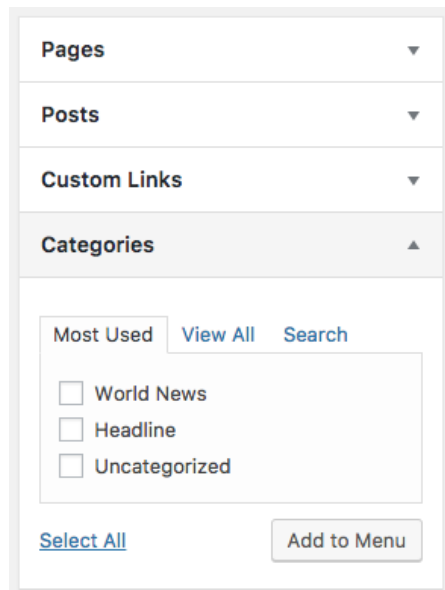 Pages
Posts
Custom Links
Categories
Most Used View All Search
World News
Headline
Uncategorized
Select All Add to Menu